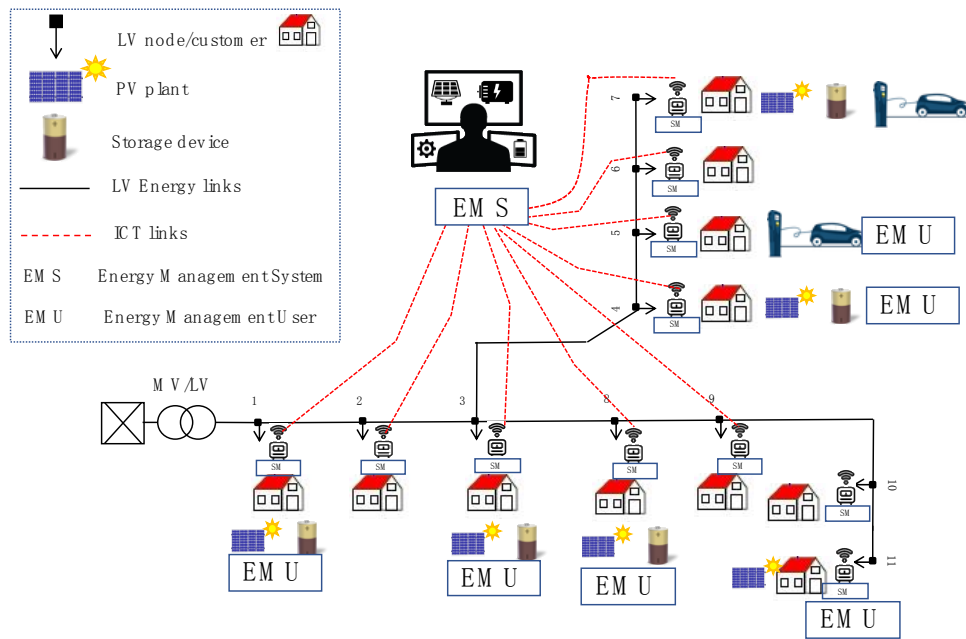 LV node/customer
PV plant
Storage device
LV Energy links
ICT links
EMS Energy Management System
EMU Energy Management User
EMS
7
SM
6
SM
5
SM
EMU
4
SM
EMU
MV/LV
1
2
3
8
9
SM
SM
SM
SM
SM
10
SM
EMU
EMU
EMU
11
SM
EMU